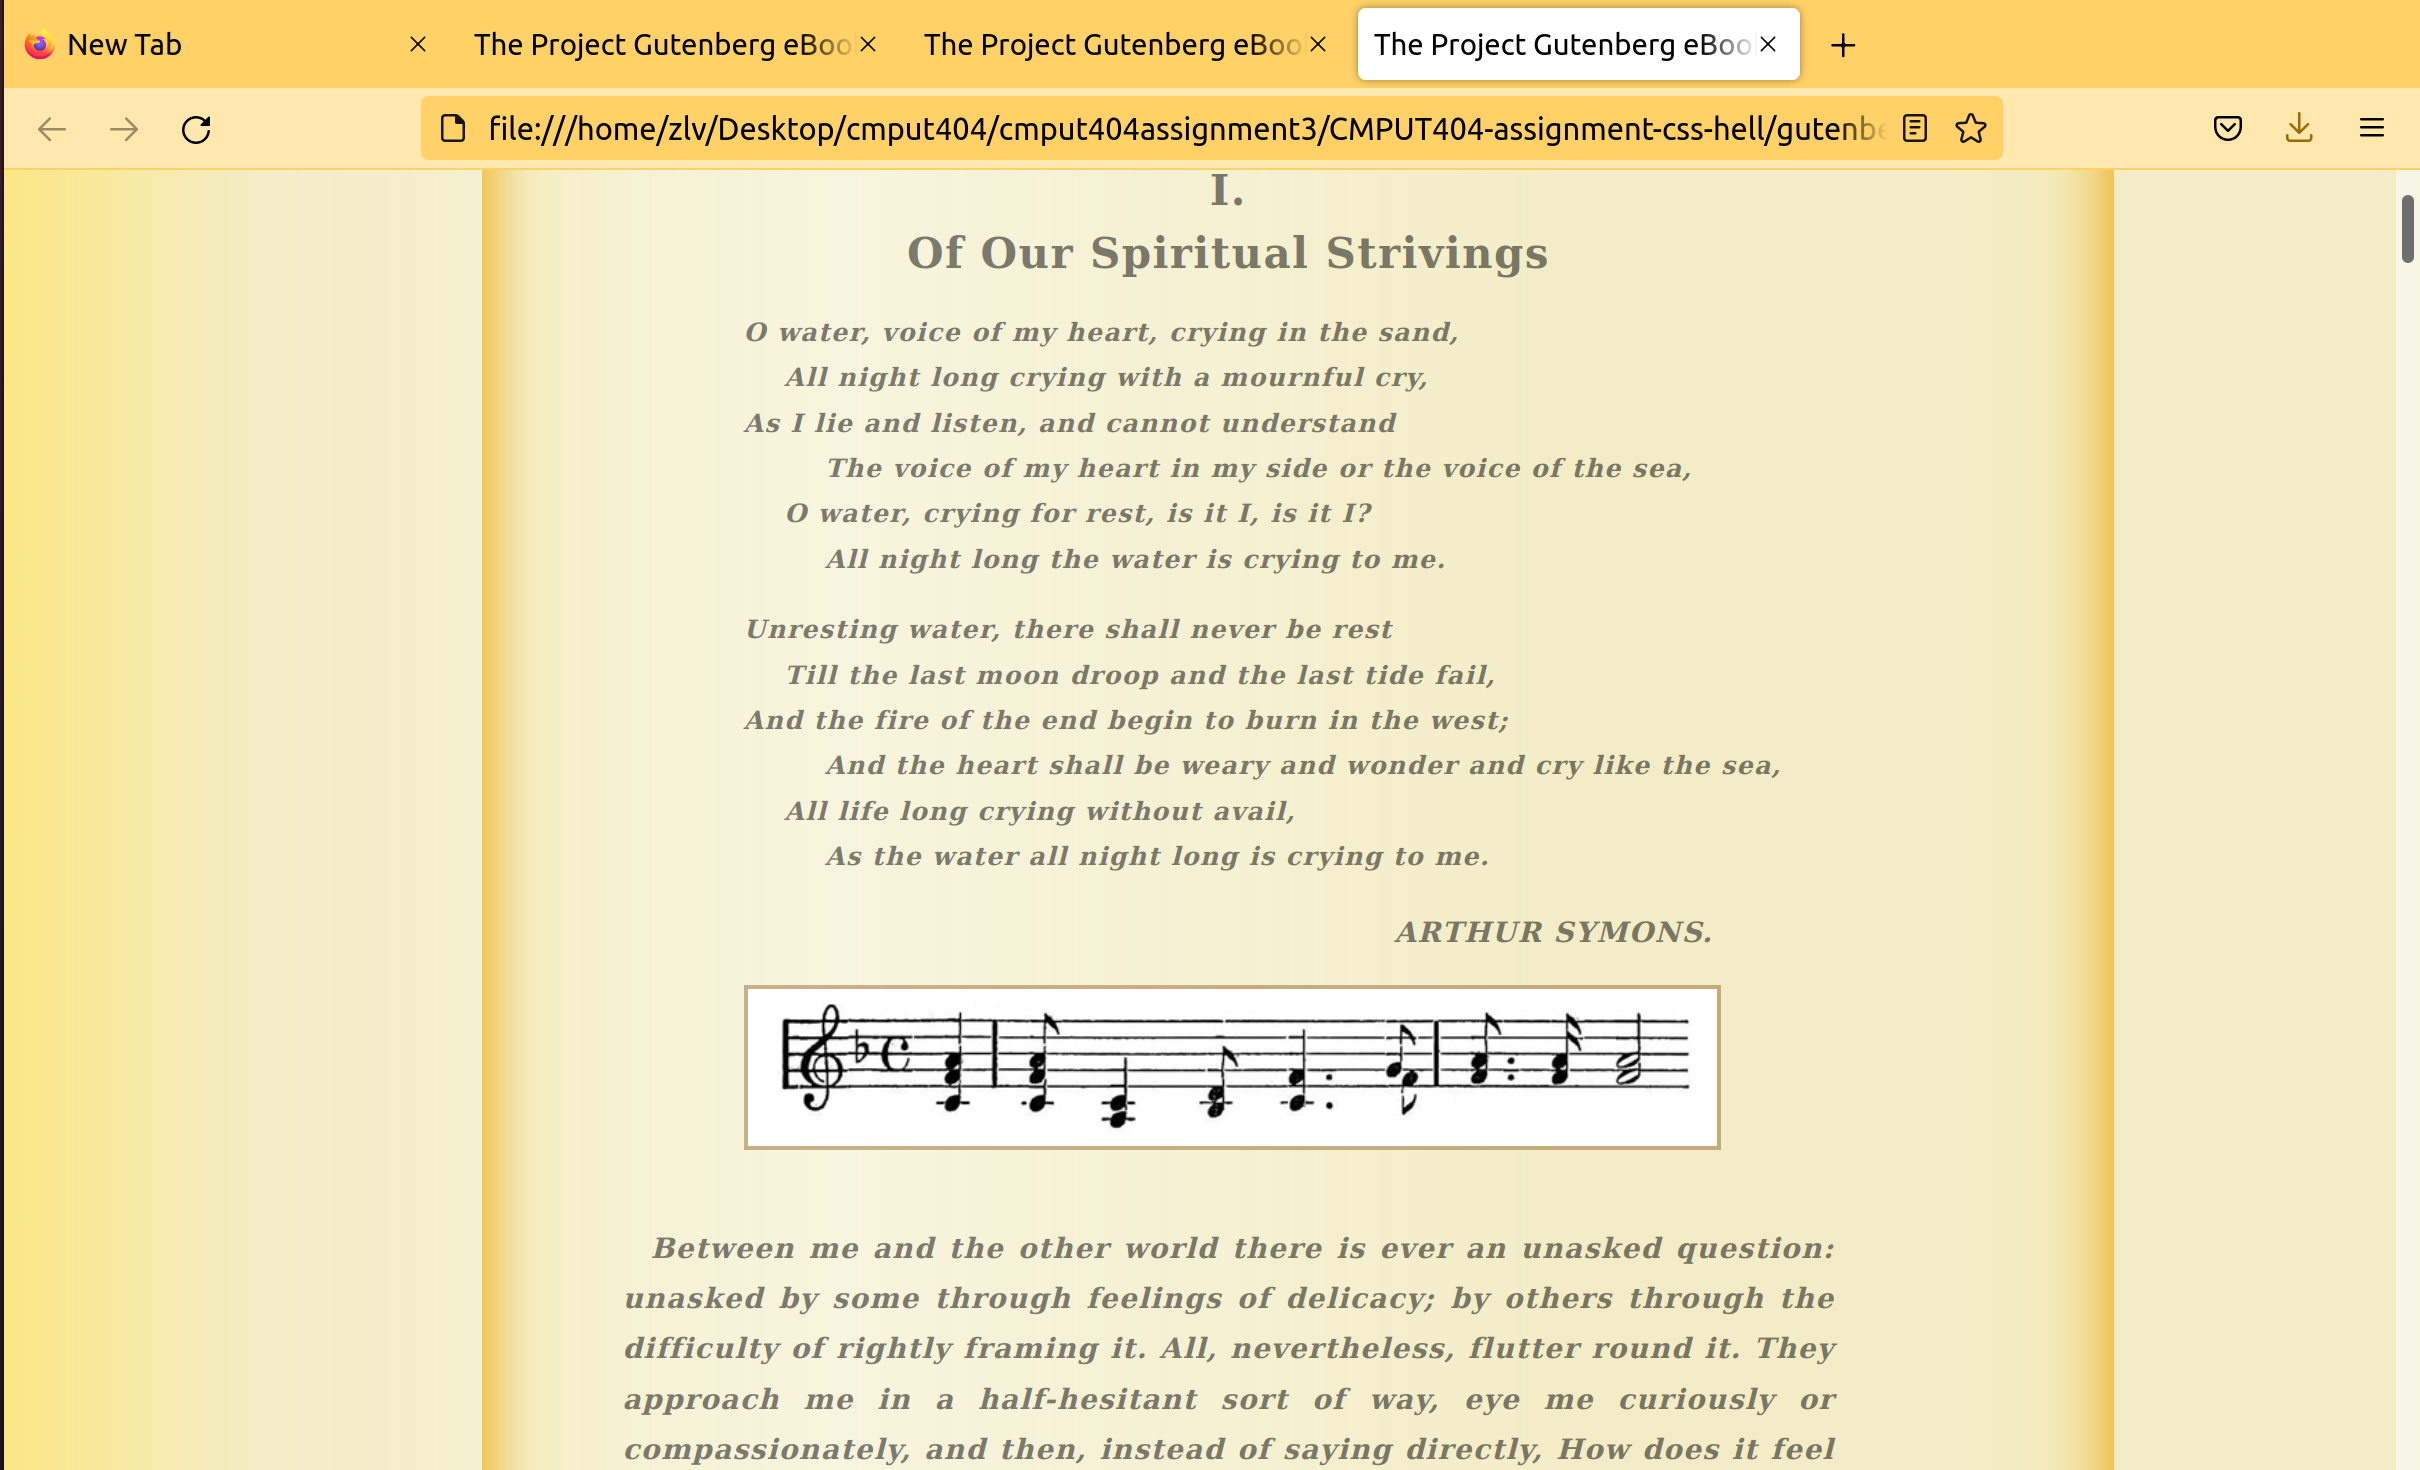 New Tab
The Project Gutenberg eBoo
The Project Gutenberg eBoo
The Project Gutenberg eBoo
file:///home/zlv/Desktop/cmput404/cmput404assignment3/CMPUT404-assignment-css-hell/gutenbe
I.
Of Our Spiritual Strivings
O water, voice of my heart, crying in the sand,
All night long crying with a mournful cry,
As I lie and listen, and cannot understand
The voice of my heart in my side or the voice of the sea,
O water, crying for rest, is it I, is it I?
All night long the water is crying to me.
Unresting water, there shall never be rest
Till the last moon droop and the last tide fail,
And the fire of the end begin to burn in the west;
And the heart shall be weary and wonder and cry like the sea,
All life long crying without avail,
As the water all night long is crying to me.
ARTHUR SYMONS.
Between me and the other world there is ever an unasked question:
unasked by some through feelings of delicacy; by others through the
difficulty of rightly framing it. All, nevertheless, flutter round it. They
approach me in a half-hesitant sort of way, eye me curiously or
compassionately, and then, instead of saying directly, How does it feel